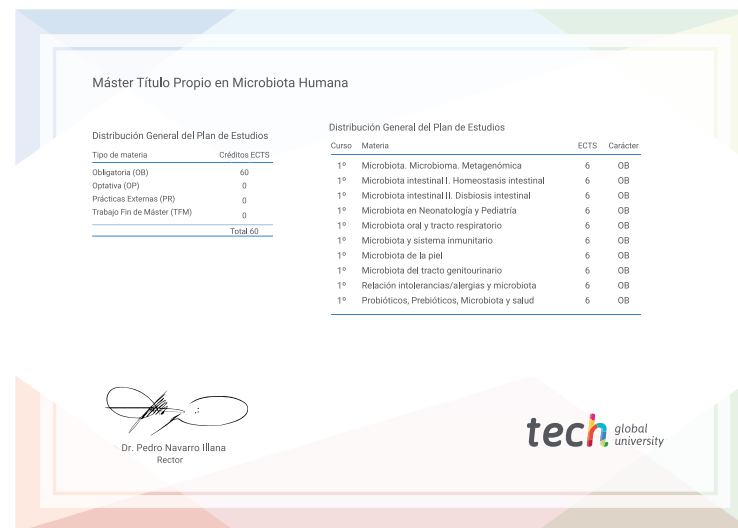 Máster Título Propio en Microbiota Humana
Distribución General del Plan de Estudios
Tipo de materia Créditos ECTS
Obligatoria (OB) 60
Optativa (OP) 0
Prácticas Externas (PR) 0
Trabajo Fin de Máster (TFM) 0
Total 60
Distribución General del Plan de Estudios
Curso Materia ECTS Carácter
1º Microbiota. Microbioma. Metagenómica 6 OB
1º Microbiota intestinal I. Homeostasis intestinal 6 OB
1º Microbiota intestinal II. Disbiosis intestinal 6 OB
1º Microbiota en Neonatología y Pediatría 6 OB
1º Microbiota oral y tracto respiratorio 6 OB
1º Microbiota y sistema inmunitario 6 OB
1º Microbiota de la piel 6 OB
1º Microbiota del tracto genitourinario 6 OB
1º Relación intolerancias/alergias y microbiota 6 OB
1º Probióticos, Prebióticos, Microbiota y salud 6 OB
Dr. Pedro Navarro Illana
Rector
tech global
university